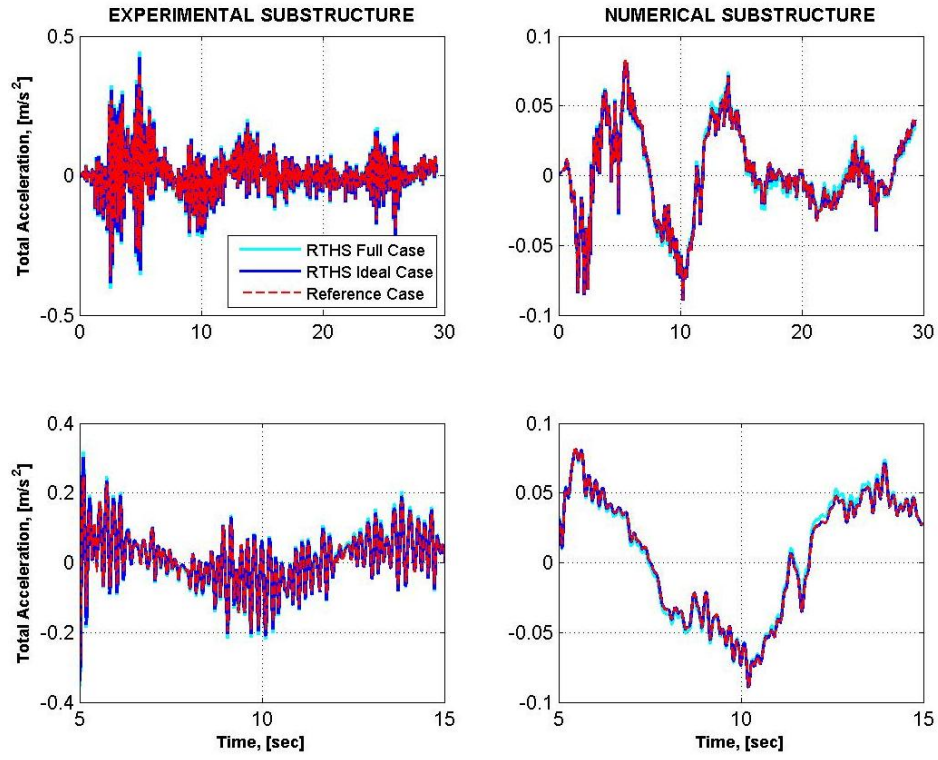 EXPERIMENTAL SUBSTRUCTURE
NUMERICAL SUBSTRUCTURE
Total Acceleration, [m/s²]
0.5
0
-0.5
0 10 20 30
RTHS Full Case
RTHS Ideal Case
Reference Case
0.1
0.05
0
-0.05
-0.1
0 10 20 30
Total Acceleration, [m/s²]
0.4
0.2
0
-0.2
-0.4
5 10 15
Time, [sec]
0.1
0.05
0
-0.05
-0.1
5 10 15
Time, [sec]